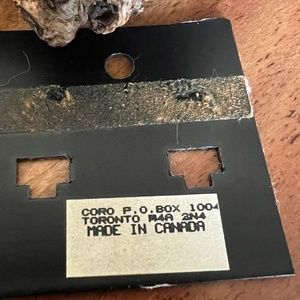 CORO P.O.BOX 1004
TORONTO M4A 2N4
MADE IN CANADA